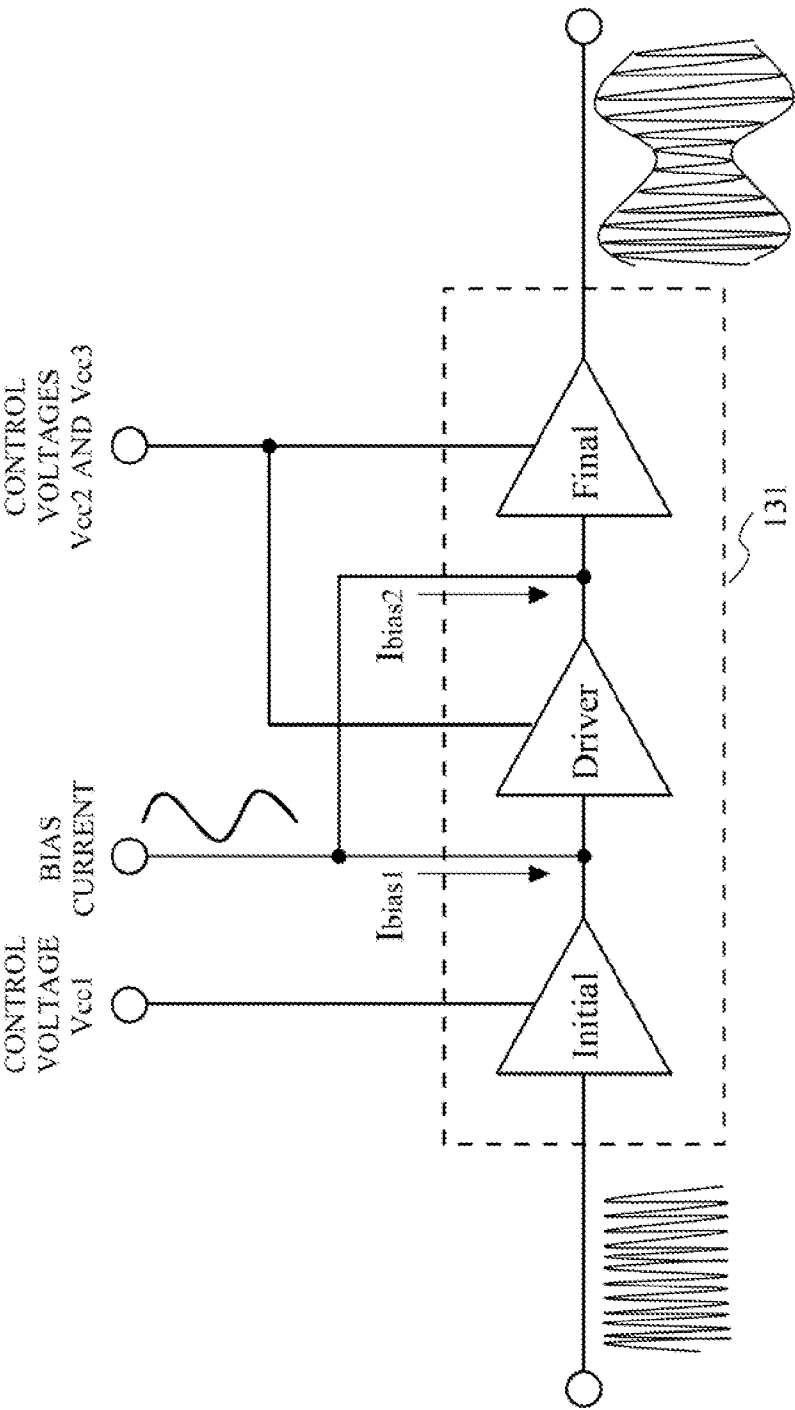 CONTROL
VOLTAGE
Vcc1
BIAS
CURRENT
CONTROL
VOLTAGES
Vcc2 AND Vcc3
Ibias1
Ibias2
Initial
Driver
Final
131